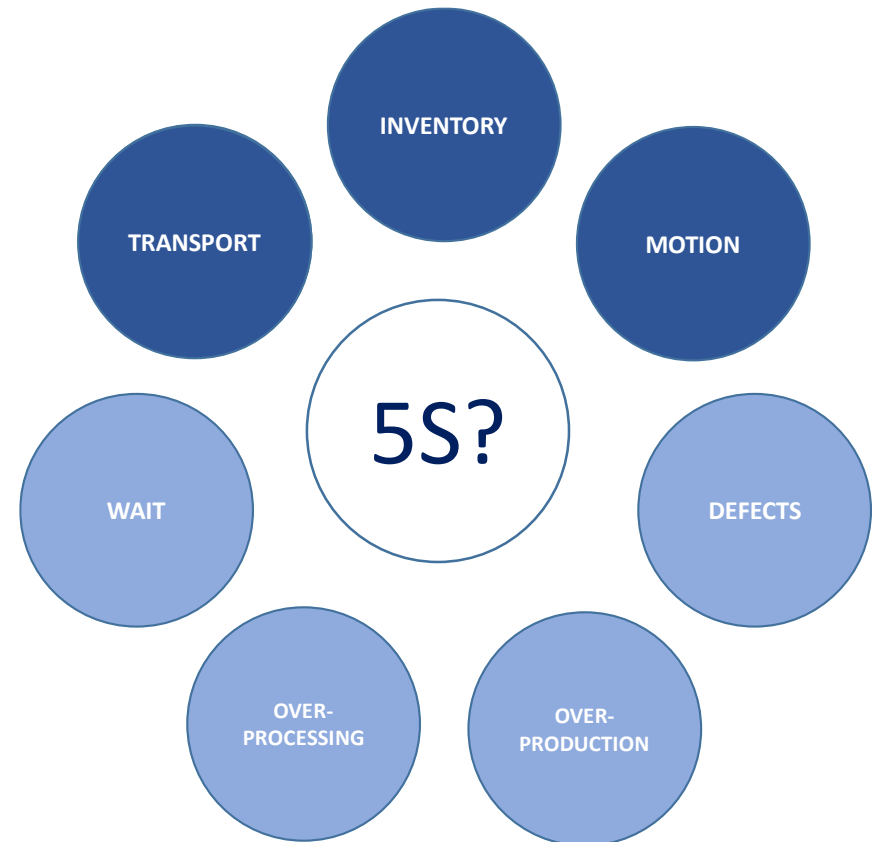 INVENTORY
TRANSPORT
MOTION
5S?
WAIT
DEFECTS
OVER-
PROCESSING
OVER-
PRODUCTION